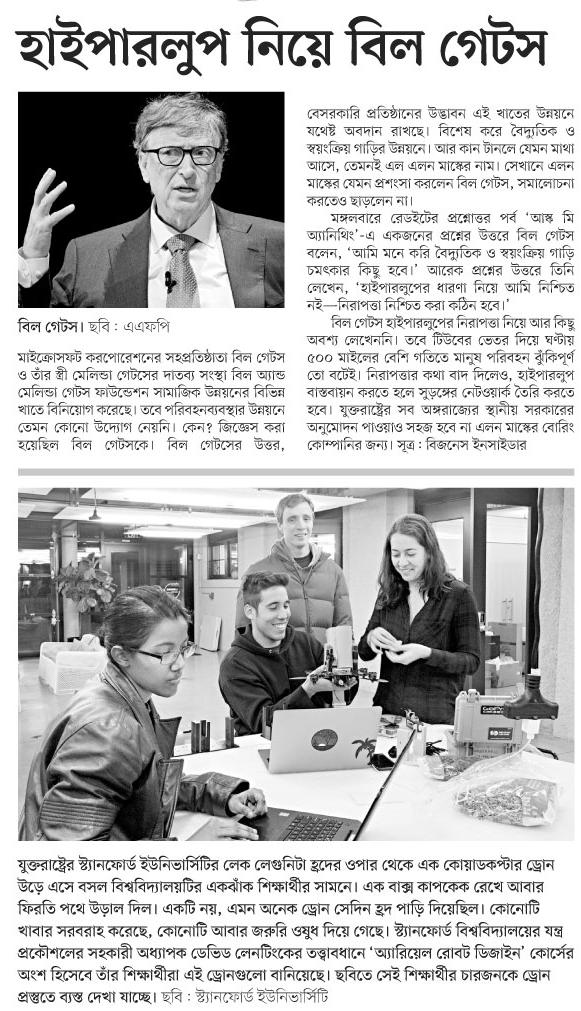 হাইপারলুপ নিয়ে বিল গেটস
বিল গেটস। ছবি : এএফপি
মাইক্রোসফট করপোরেশনের সহপ্রতিষ্ঠাতা বিল গেটস
ও তাঁর স্ত্রী মেলিন্ডা গেটসের দাতব্য সংস্থা বিল অ্যান্ড
মেলিন্ডা গেটস ফাউন্ডেশন সামাজিক উন্নয়নের বিভিন্ন
খাতে বিনিয়োগ করেছে। তবে পরিবহনব্যবস্থার উন্নয়নে
তেমন কোনো উদ্যোগ নেয়নি। কেন? জিজ্ঞেস করা
হয়েছিল বিল গেটসকে। বিল গেটসের উত্তর,
বেসরকারি প্রতিষ্ঠানের উদ্ভাবন এই খাতের উন্নয়নে
যথেষ্ট অবদান রাখছে। বিশেষ করে বৈদ্যুতিক ও
স্বয়ংক্রিয় গাড়ির উন্নয়নে। আর কান টানলে যেমন মাথা
আসে, তেমনই এল এলন মাস্কের নাম। সেখানে এলন
মাস্কের যেমন প্রশংসা করলেন বিল গেটস, সমালোচনা
করতেও ছাড়লেন না।
মঙ্গলবারে রেডইটের প্রশ্নোত্তর পর্ব ‘আস্ক মি
অ্যানিথিং’-এ একজনের প্রশ্নের উত্তরে বিল গেটস
বলেন, ‘আমি মনে করি বৈদ্যুতিক ও স্বয়ংক্রিয় গাড়ি
চমৎকার কিছু হবে।’ আরেক প্রশ্নের উত্তরে তিনি
লেখেন, ‘হাইপারলুপের ধারণা নিয়ে আমি নিশ্চিত
নই—নিরাপত্তা নিশ্চিত করা কঠিন হবে।’
বিল গেটস হাইপারলুপের নিরাপত্তা নিয়ে আর কিছু
অবশ্য লেখেননি। তবে টিউবের ভেতর দিয়ে ঘণ্টায়
৫০০ মাইলের বেশি গতিতে মানুষ পরিবহন ঝুঁকিপূর্ণ
তো বটেই। নিরাপত্তার কথা বাদ দিলেও, হাইপারলুপ
বাস্তবায়ন করতে হলে সুড়ঙ্গের নেটওয়ার্ক তৈরি করতে
হবে। যুক্তরাষ্ট্রের সব অঙ্গরাজ্যের স্থানীয় সরকারের
অনুমোদন পাওয়াও সহজ হবে না এলন মাস্কের বোরিং
কোম্পানির জন্য। সূত্র : বিজনেস ইনসাইডার
যুক্তরাষ্ট্রের স্ট্যানফোর্ড ইউনিভার্সিটির লেক লেগুনিটা হ্রদের ওপার থেকে এক কোয়াডকপ্টার ড্রোন
উড়ে এসে বসল বিশ্ববিদ্যালয়টির একঝাঁক শিক্ষার্থীর সামনে। এক বাক্স কাপকেক রেখে আবার
ফিরতি পথে উড়াল দিল। একটি নয়, এমন অনেক ড্রোন সেদিন হ্রদ পাড়ি দিয়েছিল। কোনোটি
খাবার সরবরাহ করেছে, কোনোটি আবার জরুরি ওষুধ দিয়ে গেছে। স্ট্যানফোর্ড বিশ্ববিদ্যালয়ের যন্ত্র
প্রকৌশলের সহকারী অধ্যাপক ডেভিড লেনটিংকের তত্ত্বাবধানে ‘অ্যারিয়েল রোবট ডিজাইন’ কোর্সের
অংশ হিসেবে তাঁর শিক্ষার্থীরা এই ড্রোনগুলো বানিয়েছে। ছবিতে সেই শিক্ষার্থীর চারজনকে ড্রোন
প্রস্তুতে ব্যস্ত দেখা যাচ্ছে। ছবি : স্ট্যানফোর্ড ইউনিভার্সিটি